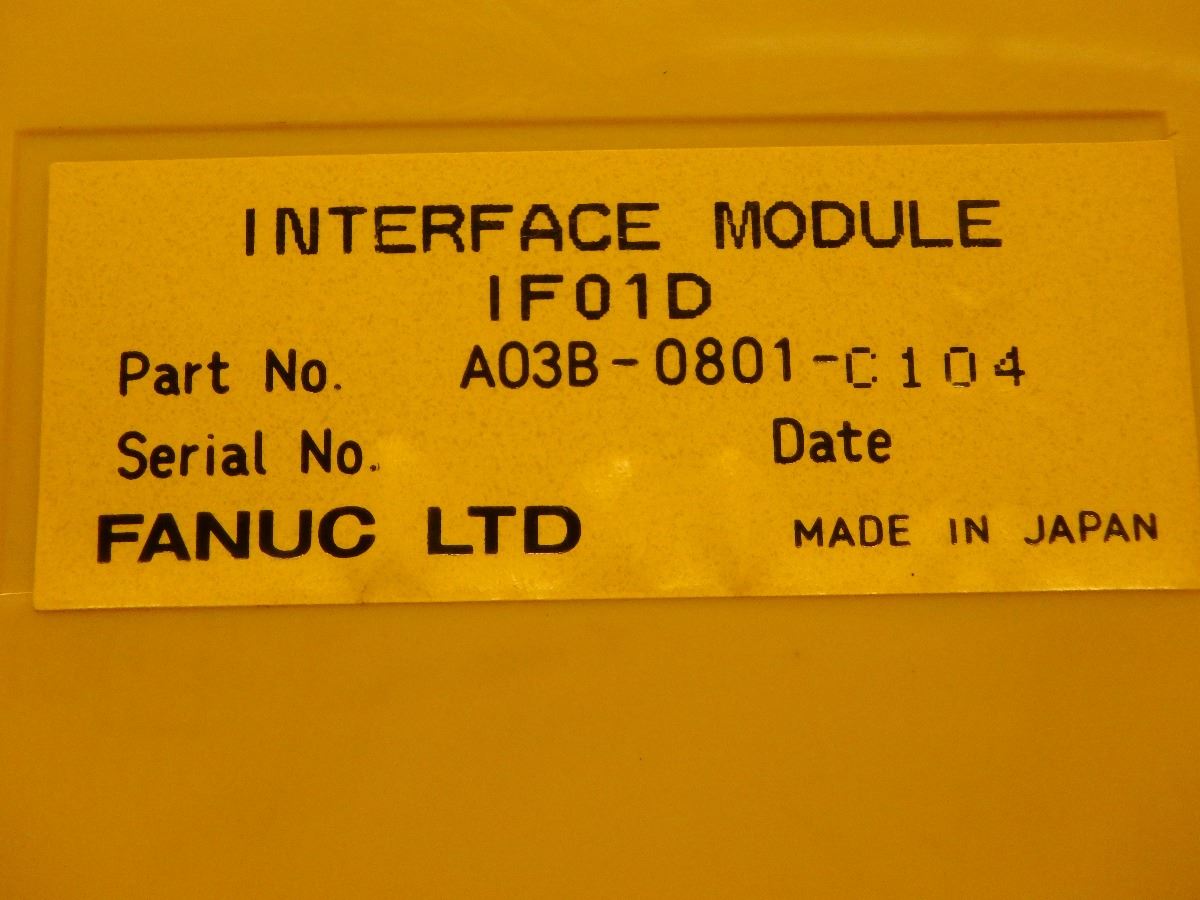 INTERFACE MODULE
IF01D
Part No. A03B-0801-C104
Serial No. Date
FANUC LTD MADE IN JAPAN